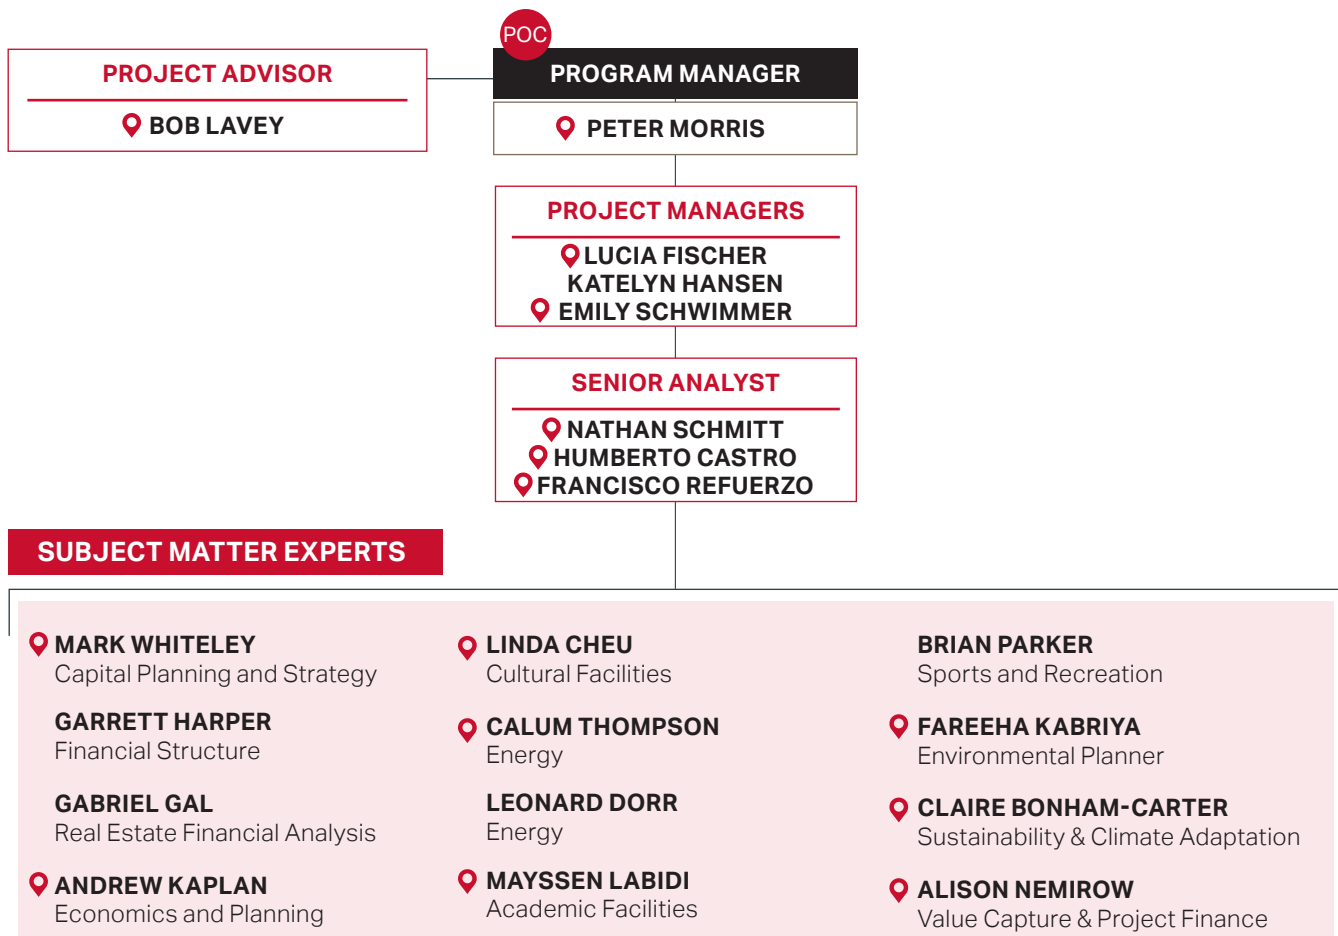 POC
PROJECT ADVISOR
BOB LAVEY
PROGRAM MANAGER
PETER MORRIS
PROJECT MANAGERS
LUCIA FISCHER
KATELYN HANSEN
EMILY SCHWIMMER
SENIOR ANALYST
NATHAN SCHMITT
HUMBERTO CASTRO
FRANCISCO REFUERZO
SUBJECT MATTER EXPERTS
MARK WHITELEY
Capital Planning and Strategy
GARRETT HARPER
Financial Structure
GABRIEL GAL
Real Estate Financial Analysis
ANDREW KAPLAN
Economics and Planning
LINDA CHEU
Cultural Facilities
CALUM THOMPSON
Energy
LEONARD DORR
Energy
MAYSSEN LABIDI
Academic Facilities
BRIAN PARKER
Sports and Recreation
FAREEHA KABRIYA
Environmental Planner
CLAIRE BONHAM-CARTER
Sustainability & Climate Adaptation
ALISON NEMIROW
Value Capture & Project Finance